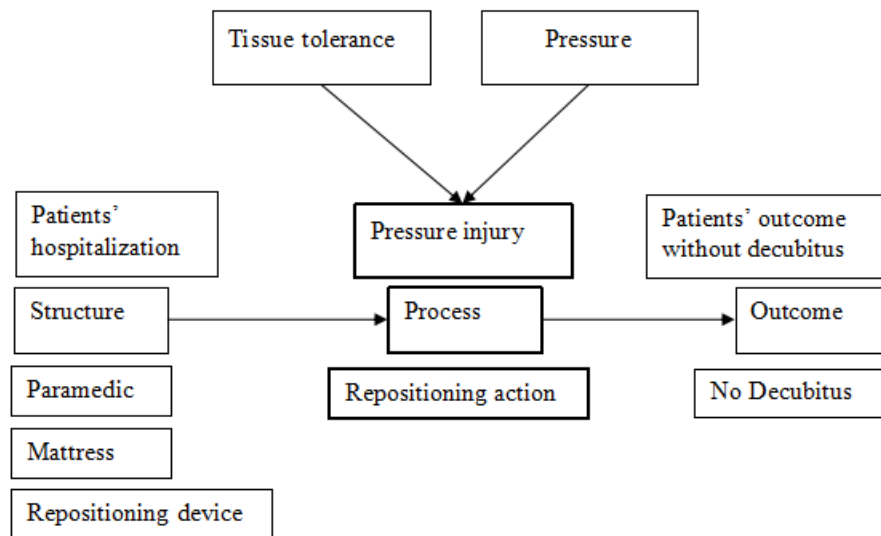 Tissue tolerance
Pressure
Patients’
hospitalization
Pressure injury
Patients’ outcome
without decubitus
Structure
Process
Outcome
Paramedic
Repositioning action
No Decubitus
Mattress
Repositioning device